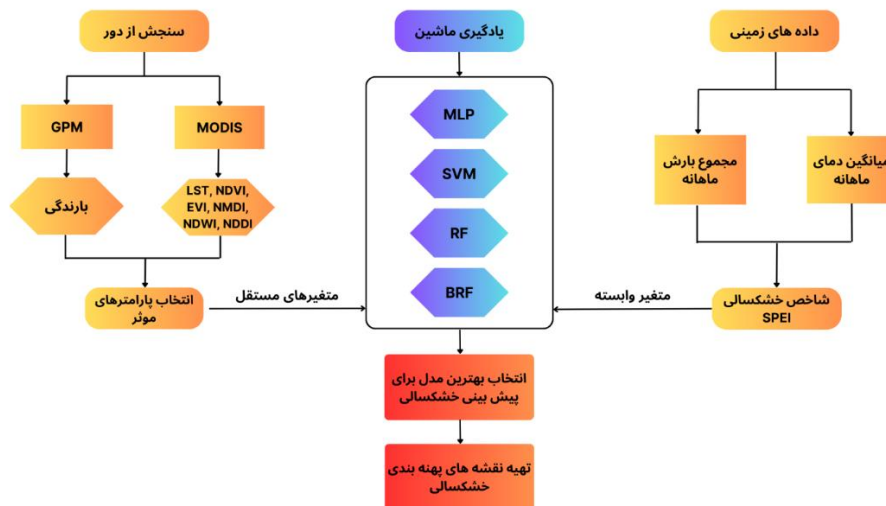 سنجش از دور
یادگیری ماشین
داده های زمینی
GPM
MODIS
بارندگی
LST, NDVI,
EVI, NMDI,
NDWI, NDDI
انتخاب پارامترهای
موثر
متغیرهای مستقل
MLP
SVM
RF
BRF
مجموع بارش
ماهانه
میانگین دمای
ماهانه
شاخص خشکسالی
SPEI
متغیر وابسته
انتخاب بهترین مدل برای
پیش بینی خشکسالی
تهیه نقشه های پهنه بندی
خشکسالی